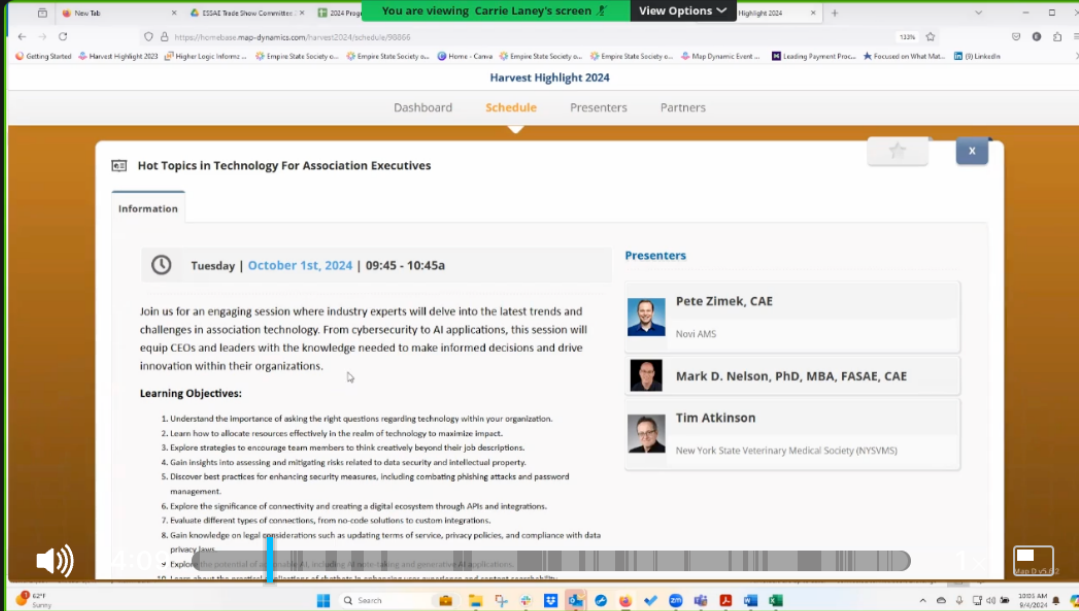 You are viewing Carrie Laney's screen
View Options
New Tab
ESSAE Trade Show Committee
2024 Prog
Highlight 2024
https://homebase.map-dynamics.com/harvest2024/schedule/98866
133%
Getting Started
Harvest Highlight 2023
Higher Logic Informz ...
Empire State Society o...
Empire State Society o...
Home - Canva
Empire State Society o...
Empire State Society o...
Map Dynamic Event ...
Leading Payment Proc...
Focused on What Mat...
(9) LinkedIn
Harvest Highlight 2024
Dashboard
Schedule
Presenters
Partners
Hot Topics in Technology For Association Executives
X
Information
Tuesday | October 1st, 2024 | 09:45 - 10:45a
Join us for an engaging session where industry experts will delve into the latest trends and
challenges in association technology. From cybersecurity to AI applications, this session will
equip CEOs and leaders with the knowledge needed to make informed decisions and drive
innovation within their organizations.
Learning Objectives:
1. Understand the importance of asking the right questions regarding technology within your organization.
2. Learn how to allocate resources effectively in the realm of technology to maximize impact.
3. Explore strategies to encourage team members to think creatively beyond their job descriptions.
4. Gain insights into assessing and mitigating risks related to data security and intellectual property.
5. Discover best practices for enhancing security measures, including combating phishing attacks and password
management.
6. Explore the significance of connectivity and creating a digital ecosystem through APIs and integrations.
7. Evaluate different types of connections, from no-code solutions to custom integrations.
8. Gain knowledge on legal considerations such as updating terms of service, privacy policies, and compliance with data
privacy laws.
Presenters
Pete Zimek, CAE
Novi AMS
Mark D. Nelson, PhD, MBA, FASAE, CAE
Tim Atkinson
New York State Veterinary Medical Society (NYSVMS)
4:09
1x
62°F
Sunny
Search
10:05 AM
9/4/2024